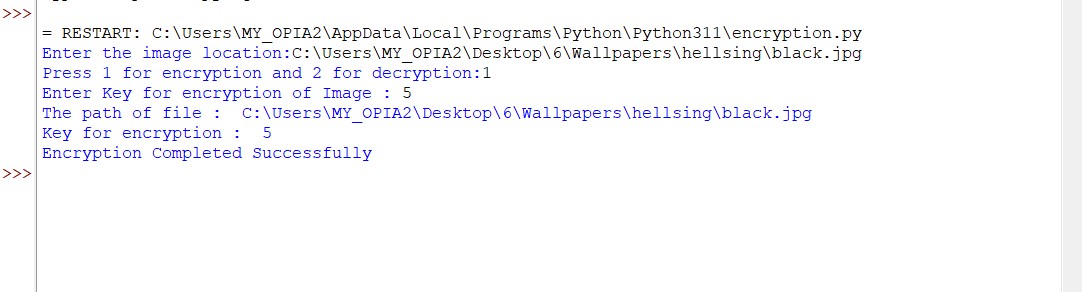 >>>
= RESTART: C:\Users\MY_OPIA2\AppData\Local\Programs\Python\Python311\encryption.py
Enter the image location:C:\Users\MY_OPIA2\Desktop\6\Wallpapers\hellsing\black.jpg
Press 1 for encryption and 2 for decryption:1
Enter Key for encryption of Image : 5
The path of file :  C:\Users\MY_OPIA2\Desktop\6\Wallpapers\hellsing\black.jpg
Key for encryption :  5
Encryption Completed Successfully
>>>